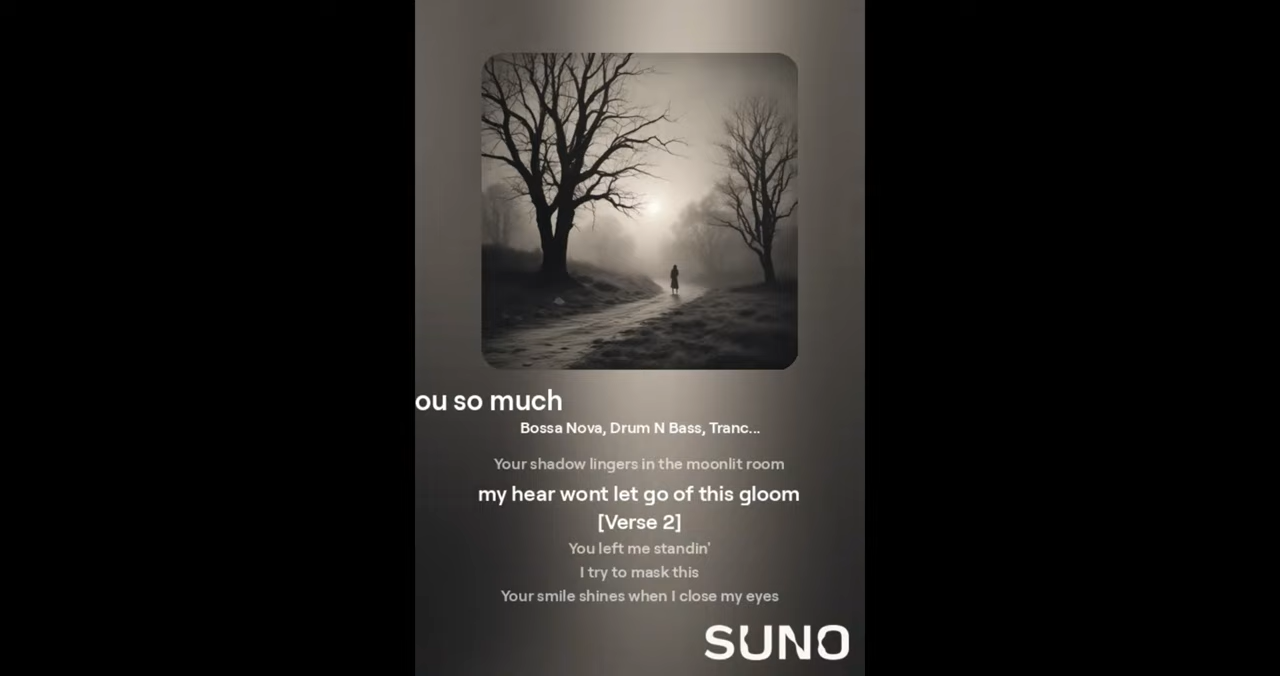 ou so much
Bossa Nova, Drum N Bass, Tranc...
Your shadow lingers in the moonlit room
my hear wont let go of this gloom
[Verse 2]
You left me standin'
I try to mask this
Your smile shines when I close my eyes
SUNO